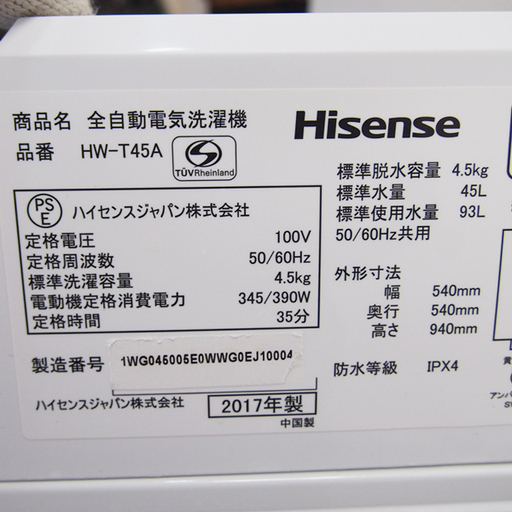 商品名 全自動電気洗濯機
品番 HW-T45A
S
TÜVRheinland
Hisense
PS
E
ハイセンスジャパン株式会社
定格電圧 100V
定格周波数 50/60Hz
標準洗濯容量 4.5kg
電動機定格消費電力 345/390W
定格時間 35分
製造番号 1WG045005E0WWG0EJ10004
ハイセンスジャパン株式会社 2017年製
中国製
標準脱水容量 4.5kg
標準水量 45L
標準使用水量 93L
50/60Hz共用
外形寸法
幅 540mm
奥行 540mm
高さ 940mm
防水等級 IPX4
黄
アンバ